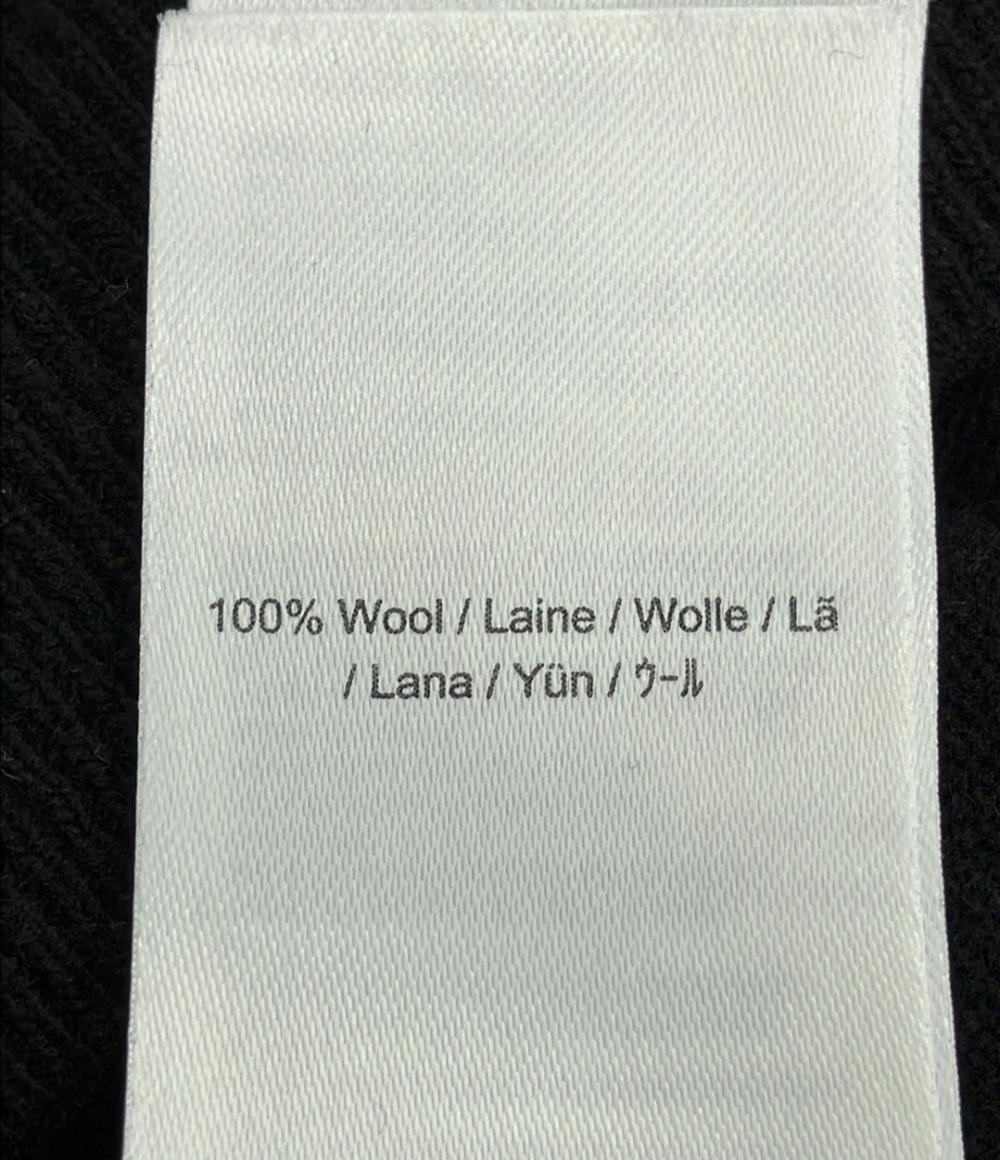 100% Wool / Laine / Wolle / Lã
/ Lana / Yün / ウール